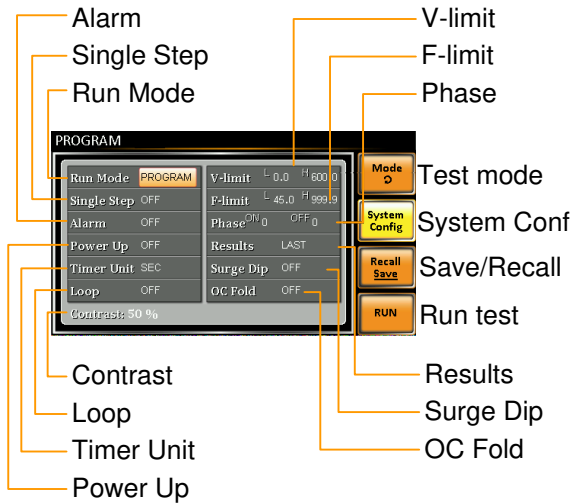 Alarm
V-limit
Single Step
F-limit
Run Mode
Phase
PROGRAM
Run Mode PROGRAM
V-limit L 0.0 H 600.0
Mode
Test mode
Single Step OFF
F-limit L 45.0 H 999.9
Alarm OFF
Phase ON 0 OFF 0
System
Config
System Conf
Power Up OFF
Results LAST
Recall
Save
Save/Recall
Timer Unit SEC
Surge Dip OFF
Loop OFF
OC Fold OFF
RUN
Run test
Contrast: 50 %
Contrast
Results
Loop
Surge Dip
Timer Unit
OC Fold
Power Up